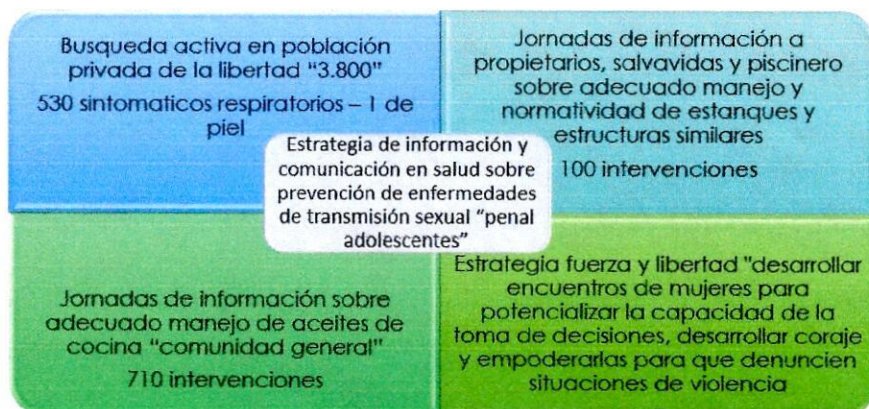 Busqueda activa en población
privada de la libertad "3.800"
530 sintomaticos respiratorios – 1 de
piel
Jornadas de información a
propietarios, salvavidas y piscinero
sobre adecuado manejo y
normatividad de estanques y
estructuras similares
100 intervenciones
Estrategia de información y
comunicación en salud sobre
prevención de enfermedades
de transmisión sexual "penal
adolescentes"
Jornadas de información sobre
adecuado manejo de aceites de
cocina "comunidad general"
710 intervenciones
Estrategia fuerza y libertad "desarrollar
encuentros de mujeres para
potencializar la capacidad de la
toma de decisiones, desarrollar coraje
y empoderarlas para que denuncien
situaciones de violencia